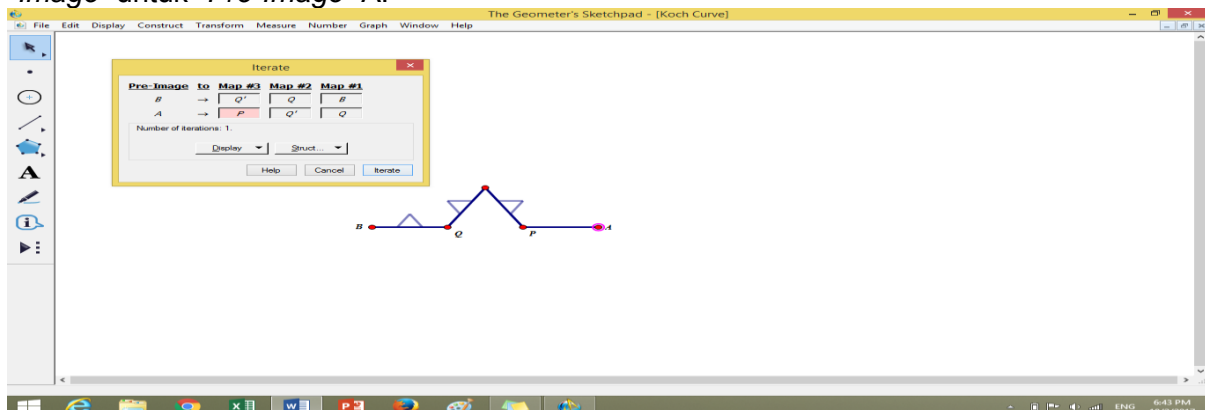 Image" untuk "Pre-Image" A.
The Geometer's Sketchpad - [Koch Curve]
File Edit Display Construct Transform Measure Number Graph Window Help
Iterate
Pre-Image to Map #3 Map #2 Map #1
B → Q' Q B
A → P Q' Q
Number of iterations: 1.
Display Struct...
Help Cancel Iterate
B Q P A
ENG 6:43 PM